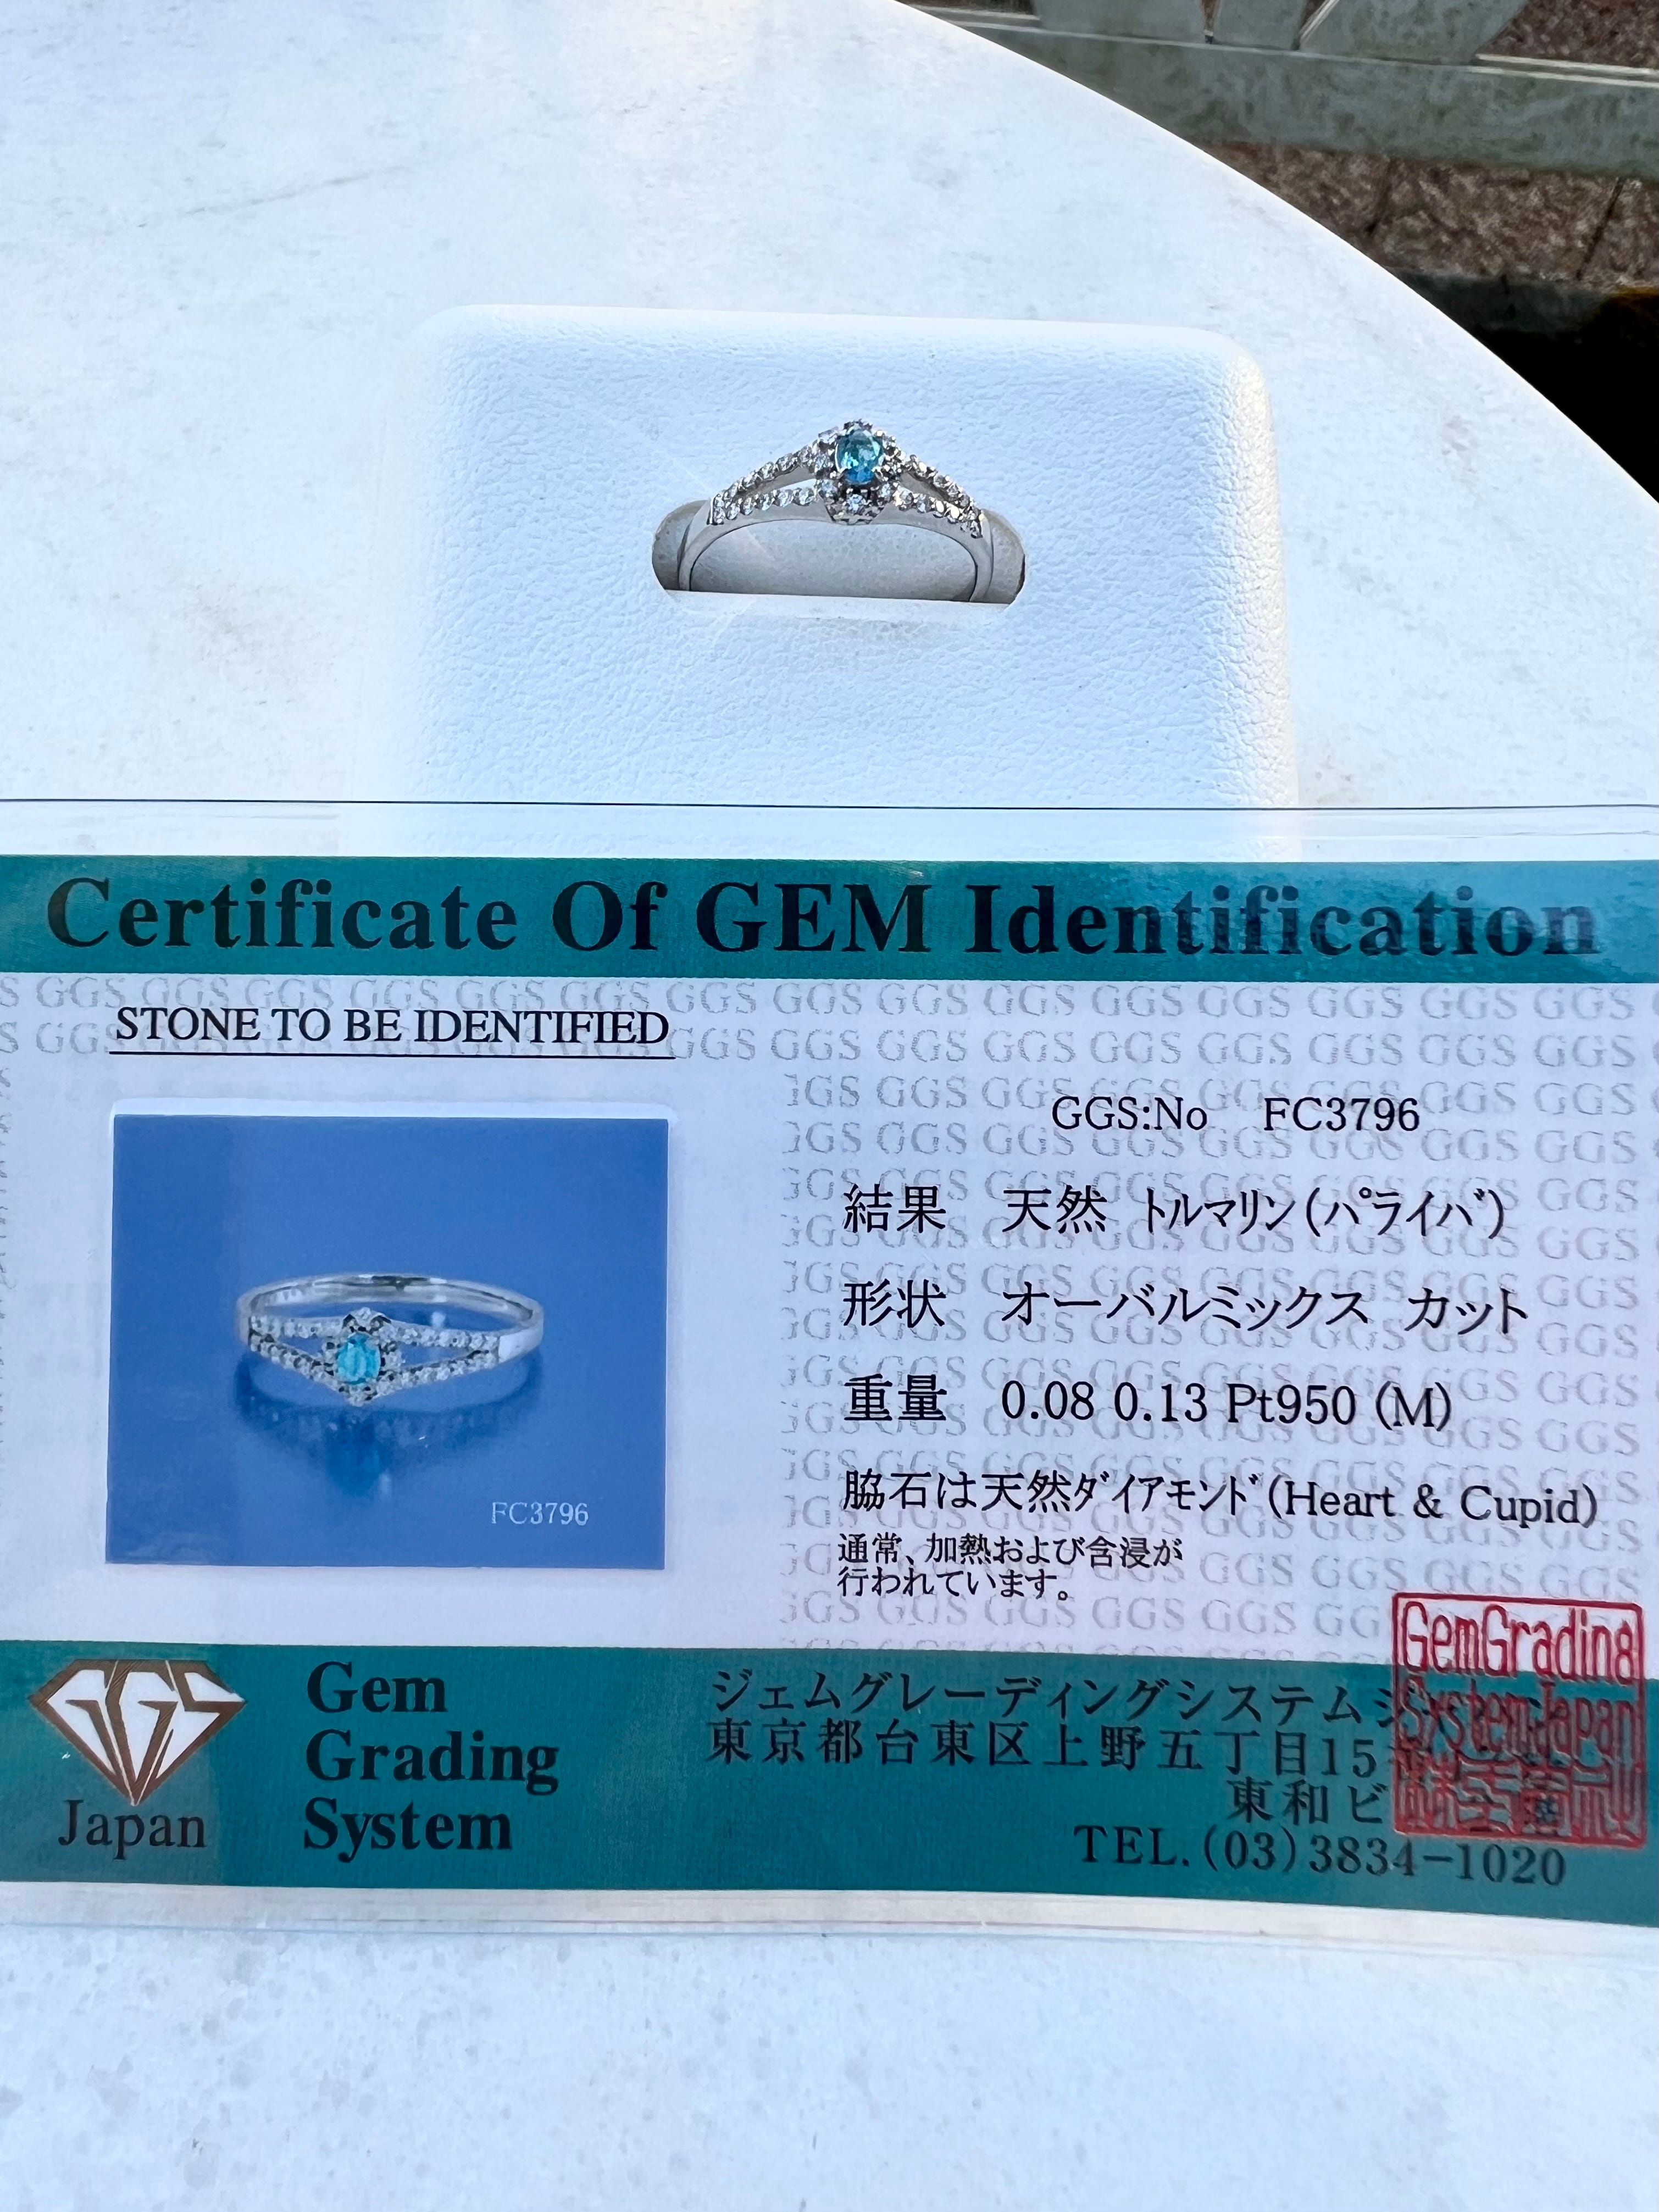 Certificate Of GEM Identification
STONE TO BE IDENTIFIED
GGS:No FC3796
結果 天然 トルマリン(パライバ)
形状 オーバルミックス カット
重量 0.08 0.13 Pt950 (M)
脇石は天然ダイアモンド(Heart & Cupid)
通常、加熱および含浸が
行われています。
FC3796
GGS
Japan
Gem
Grading
System
ジェムグレーディングシステムジ
東京都台東区上野五丁目15
東和ビ
TEL.(03)3834-1020
GemGrading
SystemJapan